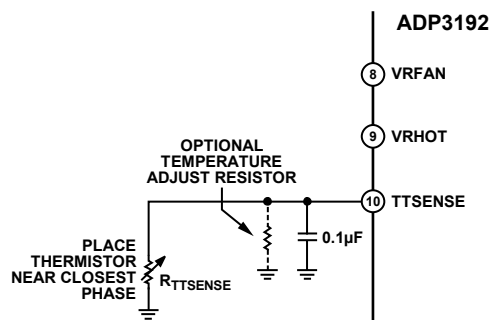 ADP3192
8 VRFAN
9 VRHOT
OPTIONAL
TEMPERATURE
ADJUST RESISTOR
10 TTSENSE
0.1µF
PLACE
THERMISTOR
NEAR CLOSEST
PHASE
RTTSENSE